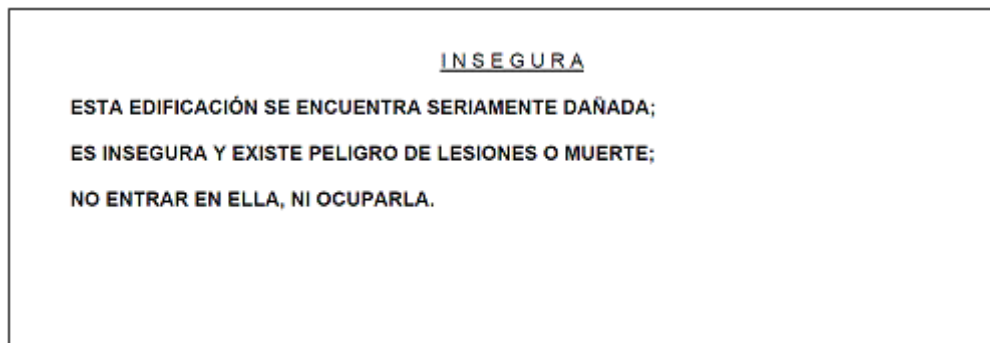 INSEGURA
ESTA EDIFICACIÓN SE ENCUENTRA SERIAMENTE DAÑADA;
ES INSEGURA Y EXISTE PELIGRO DE LESIONES O MUERTE;
NO ENTRAR EN ELLA, NI OCUPARLA.